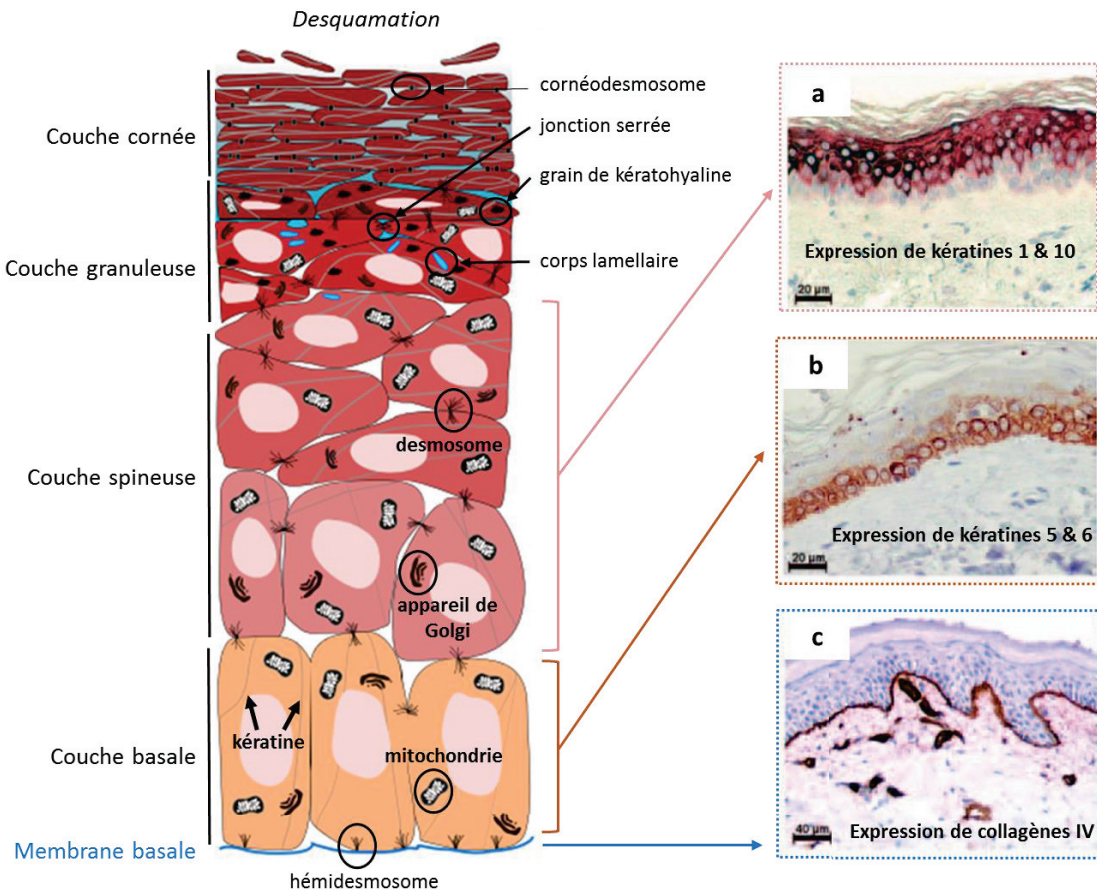 Desquamation
Couche cornée
Couche granuleuse
Couche spineuse
Couche basale
Membrane basale
cornéodesmosome
jonction serrée
grain de kératohyaline
corps lamellaire
desmosome
appareil de
Golgi
kératine
mitochondrie
hémidesmosome
a
Expression de kératines 1 & 10
20 µm
b
Expression de kératines 5 & 6
20 µm
c
Expression de collagènes IV
40 µm